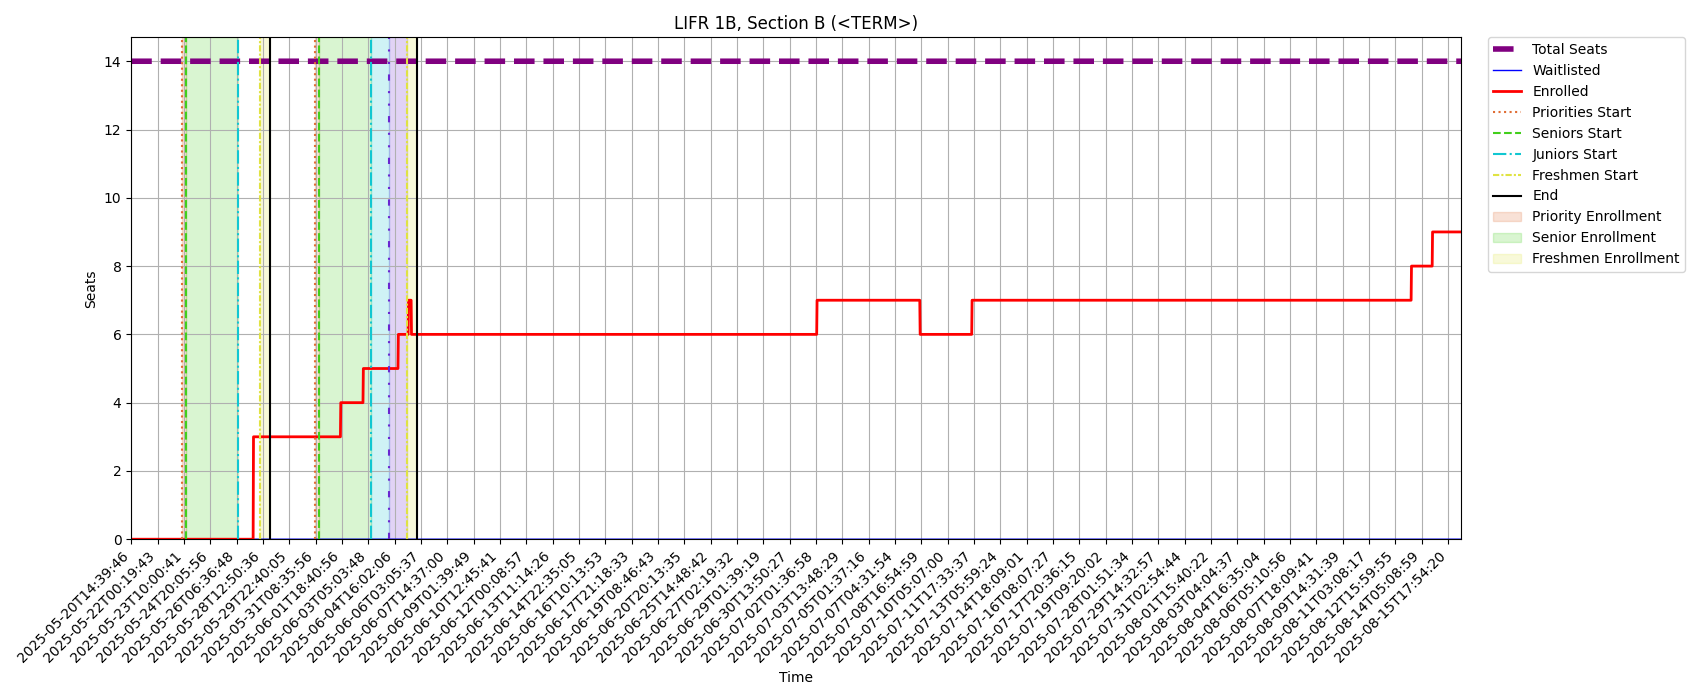 LIFR 1B, Section B (<TERM>)
Total Seats
Waitlisted
Enrolled
Priorities Start
Seniors Start
Juniors Start
Freshmen Start
End
Priority Enrollment
Senior Enrollment
Freshmen Enrollment
Seats
14
12
10
8
6
4
2
0
2025-05-20T14:39:46
2025-05-22T00:19:43
2025-05-23T10:00:41
2025-05-24T20:05:56
2025-05-26T06:36:48
2025-05-28T12:50:36
2025-05-29T22:40:05
2025-05-31T08:35:56
2025-06-01T18:40:56
2025-06-03T05:03:48
2025-06-04T16:02:06
2025-06-06T03:05:37
2025-06-07T14:37:00
2025-06-09T01:39:49
2025-06-10T12:45:41
2025-06-12T00:08:57
2025-06-13T11:14:26
2025-06-14T22:35:05
2025-06-16T10:13:53
2025-06-17T21:18:33
2025-06-19T08:46:43
2025-06-20T20:13:35
2025-06-25T14:48:42
2025-06-27T02:19:32
2025-06-29T01:39:19
2025-06-30T13:50:27
2025-07-02T01:36:58
2025-07-03T13:48:29
2025-07-05T01:37:16
2025-07-07T04:31:54
2025-07-08T16:54:59
2025-07-10T05:07:00
2025-07-11T17:33:37
2025-07-13T05:59:24
2025-07-14T18:09:01
2025-07-16T08:07:27
2025-07-17T20:36:15
2025-07-19T09:20:02
2025-07-28T01:51:34
2025-07-29T14:32:57
2025-07-31T02:54:44
2025-08-01T15:40:22
2025-08-03T04:04:37
2025-08-04T16:35:04
2025-08-06T05:10:56
2025-08-07T18:09:41
2025-08-09T14:31:39
2025-08-11T03:08:17
2025-08-12T15:59:55
2025-08-14T05:08:59
2025-08-15T17:54:20
Time